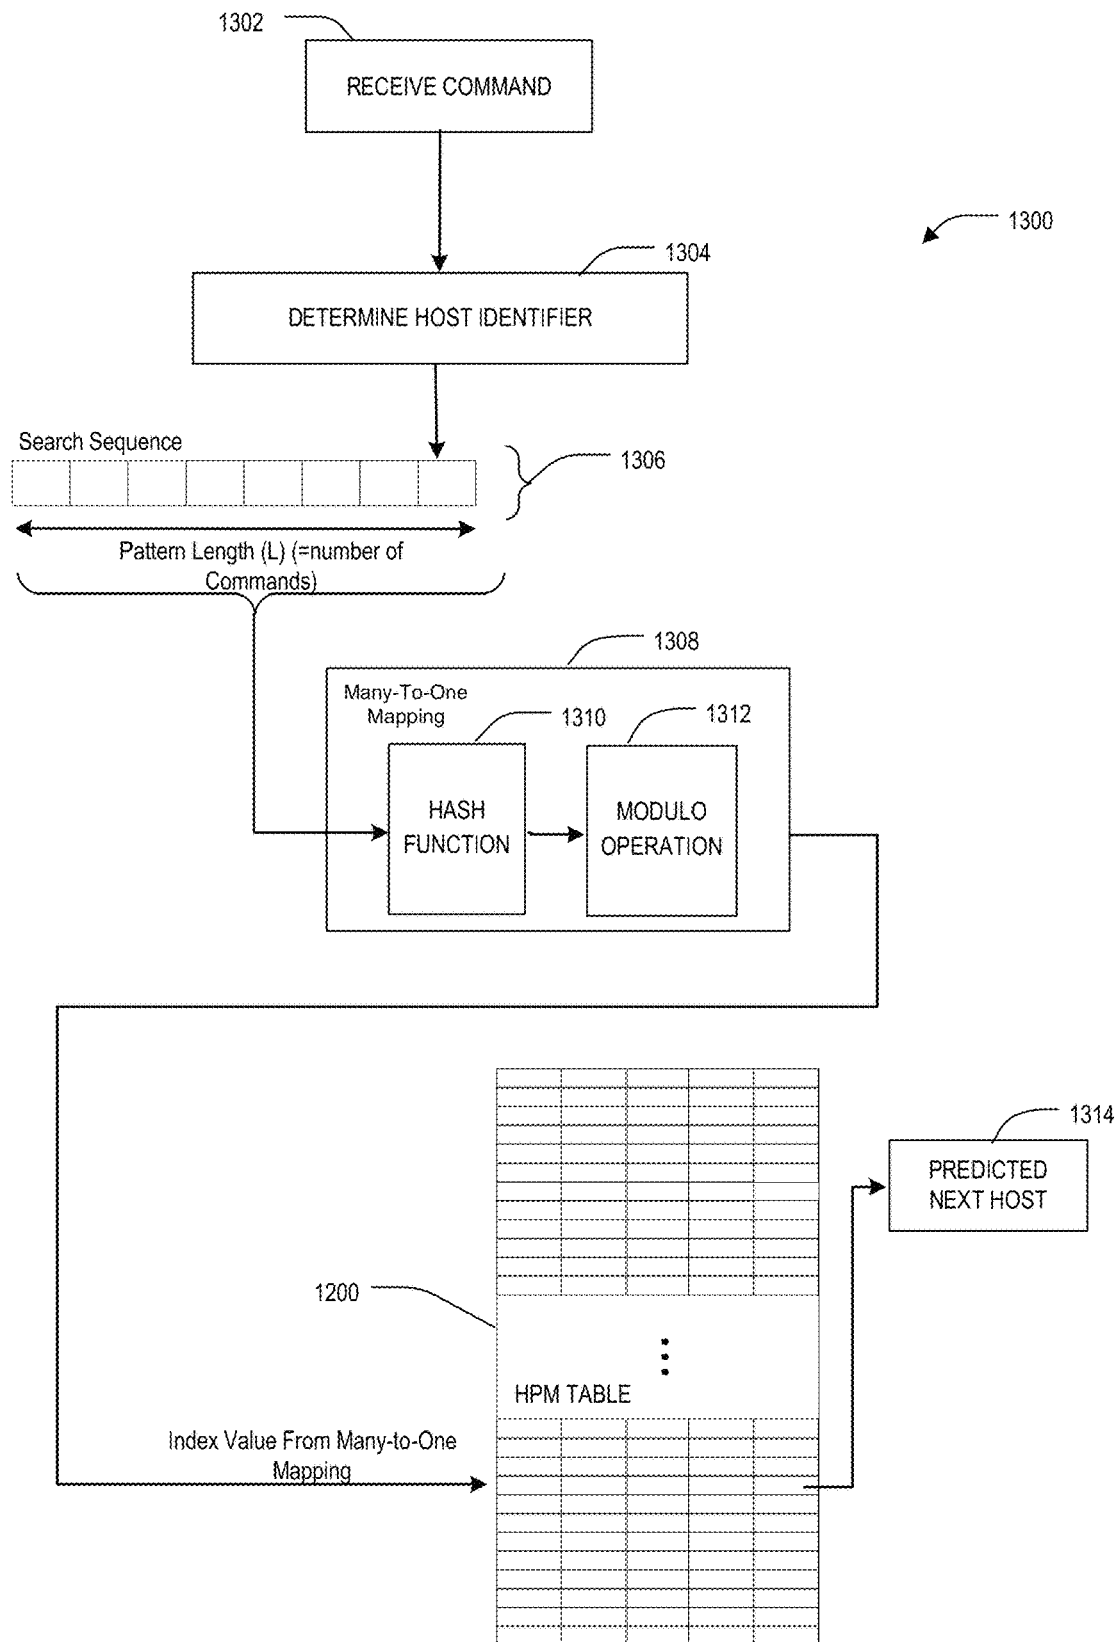 1302
RECEIVE COMMAND
1300
1304
DETERMINE HOST IDENTIFIER
Search Sequence
1306
Pattern Length (L) (=number of
Commands)
1308
Many-To-One
Mapping
1310
1312
HASH
FUNCTION
MODULO
OPERATION
1314
PREDICTED
NEXT HOST
1200
HPM TABLE
Index Value From Many-to-One
Mapping